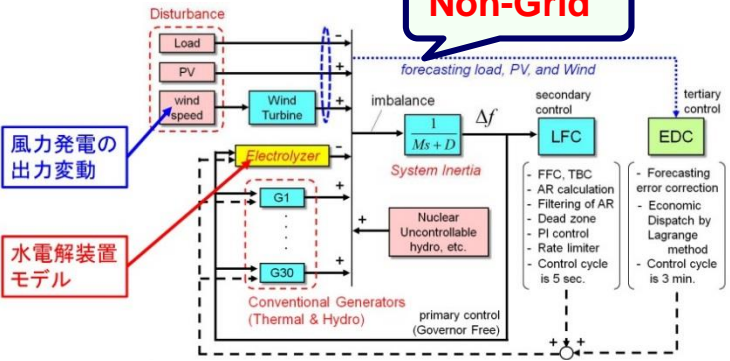 Non-Grid
Disturbance
Load
PV
wind
speed
Wind
Turbine
風力発電の
出力変動
水電解装置
モデル
Electrolyzer
G1
G30
Conventional Generators
(Thermal & Hydro)
−
+
+
−
+
+
+
forecasting load, PV, and Wind
imbalance
1
Ms + D
System Inertia
Δf
Nuclear
Uncontrollable
hydro, etc.
primary control
(Governor Free)
secondary
control
LFC
- FFC, TBC
- AR calculation
- Filtering of AR
- Dead zone
- PI control
- Rate limiter
- Control cycle
is 5 sec.
tertiary
control
EDC
- Forecasting
error correction
- Economic
Dispatch by
Lagrange
method
- Control cycle
is 3 min.
+
+